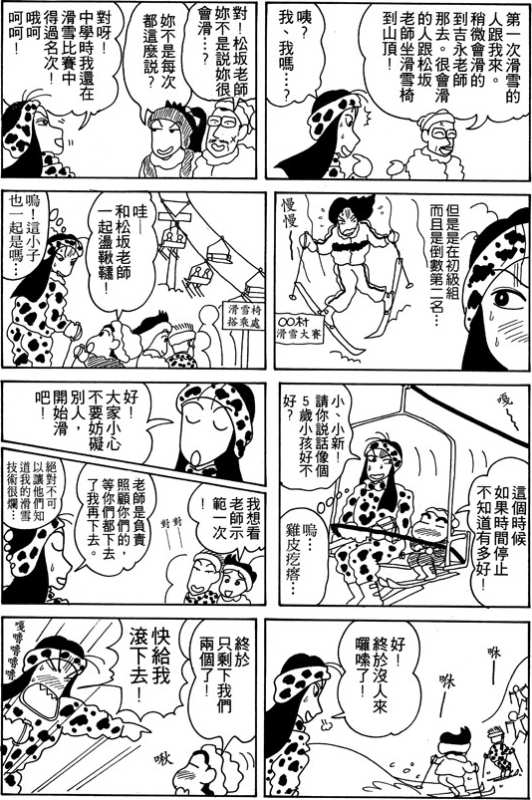 第一次滑雪的
人跟我來。
稍微會滑的
到吉永老師
那去。很會滑
的人跟松坂
老師坐滑雪椅
到山頂！
咦？
我、我嗎…？
對！松坂老師
妳不是説妳很
會滑…？
妳不是每次
都這麼説？
對呀！
中學時我還在
滑雪比賽中
得過名次！
哦呵
呵呵！
但是是在初級組
而且是倒數第二名…
慢慢
○○村
滑雪大賽
滑雪椅
搭乘處
哇—
和松坂老師
一起盪鞦韆！
嗚！這小子
也一起是嗎…
嘎
這個時候
如果時間停止
不知道有多好！
小、小新！
請你説話像個
5歲小孩好不
好？
嗚…
雞皮疙瘩…
好！
大家小心
不要妨礙
別人，
開始滑
吧！
我想看
老師示
範一次
對對
老師是負責
照顧你們的，
等你們都下去
了我再下去。
絕對不可
以讓他們知
道我的滑雪
技術很爛…
咻—
咻—
好！
終於沒人來
囉嗦了！
終於
只剩下我們
兩個了！
啾
快給我
滾下去！
嘎嚕嚕嚕嚕